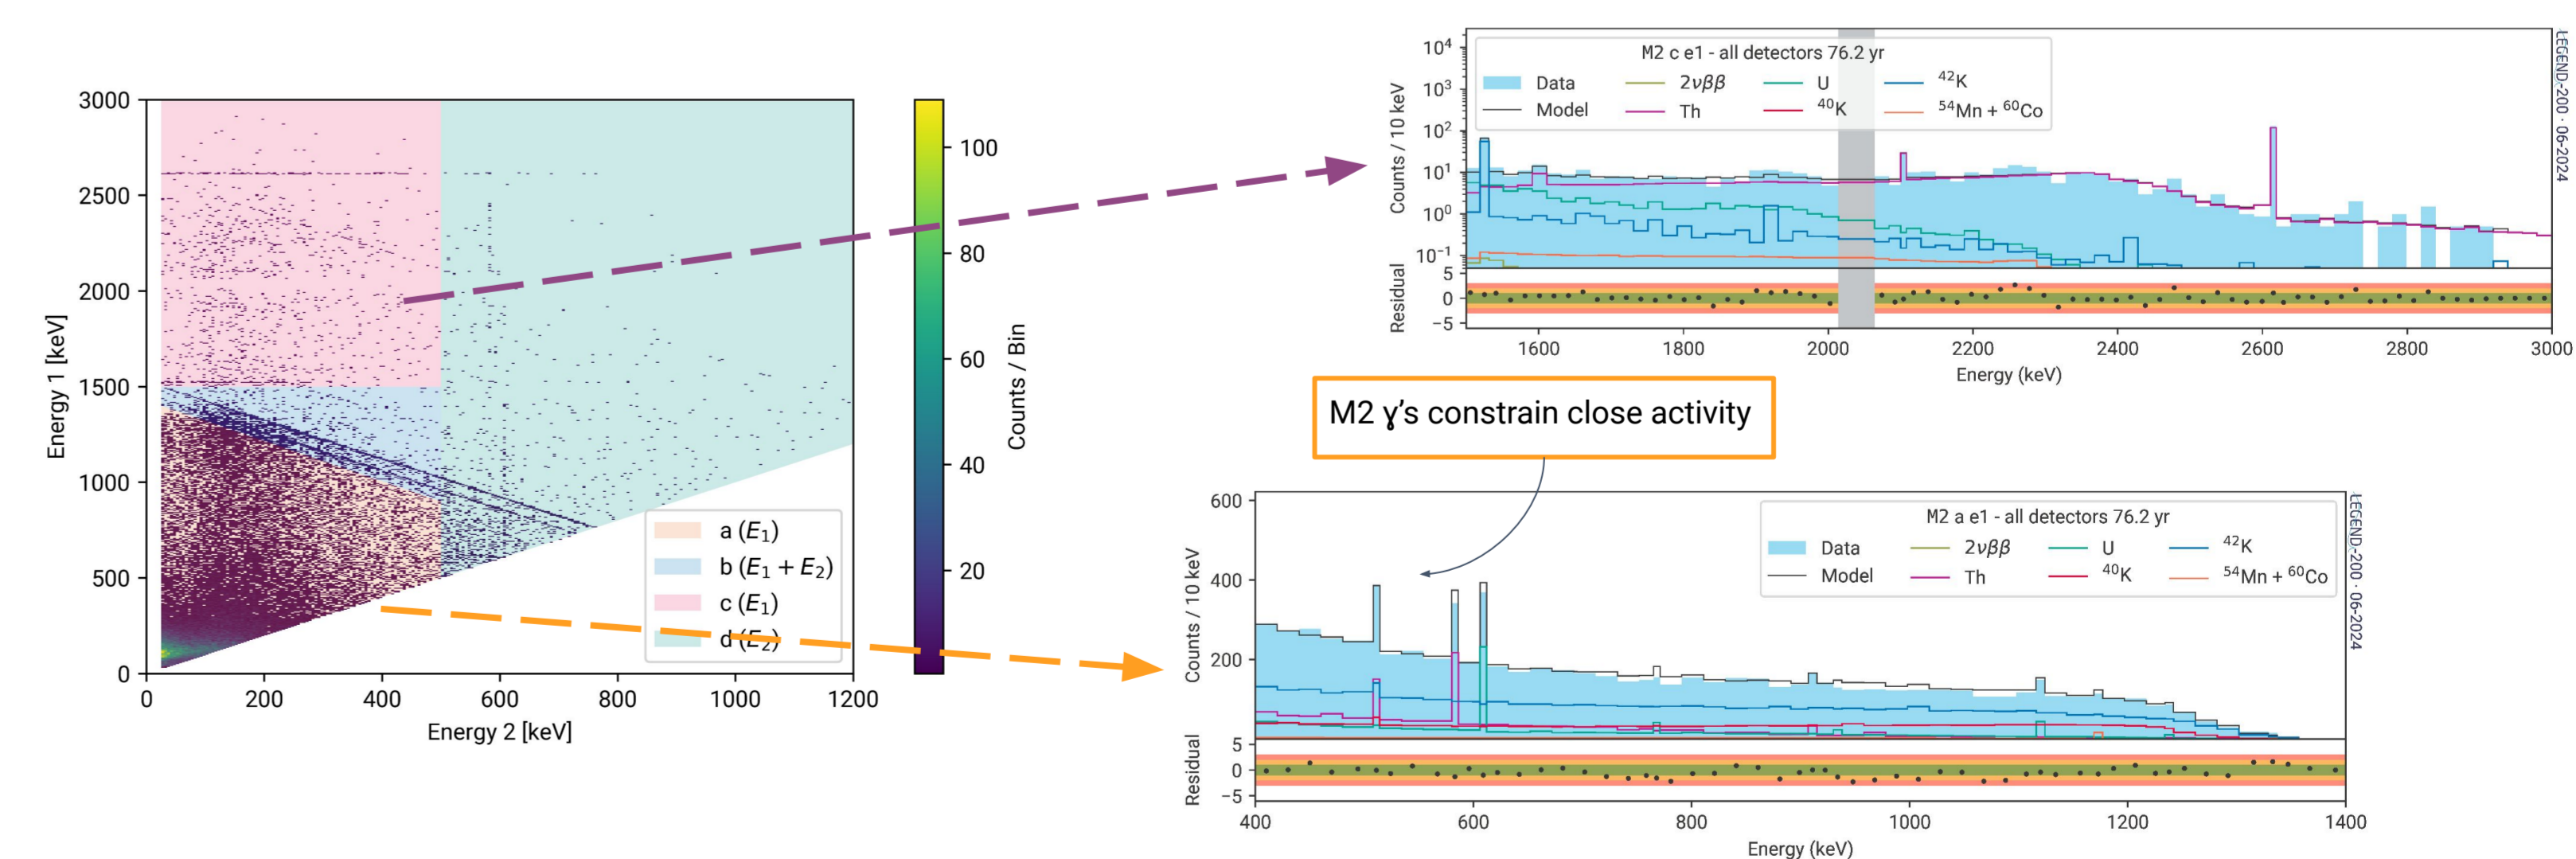 3000
2500
2000
1500
1000
500
0
Energy 1 [keV]
0 200 400 600 800 1000 1200
Energy 2 [keV]
a (E₁)
b (E₁ + E₂)
c (E₁)
d (E₂)
100
80
60
40
20
Counts / Bin
M2 c e1 - all detectors 76.2 yr
Data 2νββ U ⁴²K
Model Th ⁴⁰K ⁵⁴Mn + ⁶⁰Co
10⁴
10³
10²
10¹
10⁰
10⁻¹
Counts / 10 keV
5
0
−5
Residual
1600 1800 2000 2200 2400 2600 2800 3000
Energy (keV)
LEGEND-200 · 06-2024
M2 ɣ's constrain close activity
M2 a e1 - all detectors 76.2 yr
Data 2νββ U ⁴²K
Model Th ⁴⁰K ⁵⁴Mn + ⁶⁰Co
600
400
200
Counts / 10 keV
5
0
−5
Residual
400 600 800 1000 1200 1400
Energy (keV)
LEGEND-200 · 06-2024